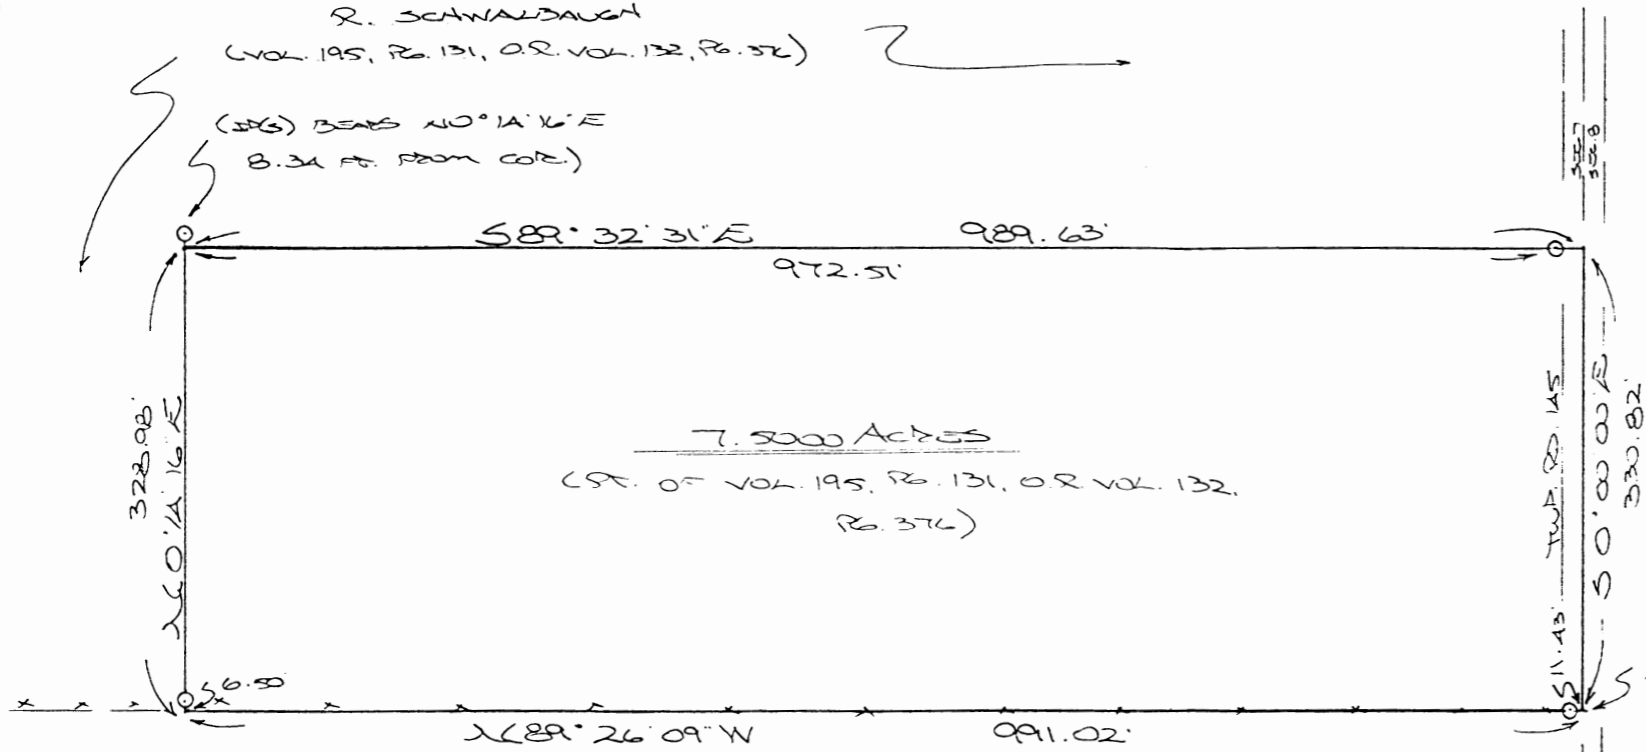 R. SCHWALBAUGH
(VOL. 195, PG. 131, O.R. VOL. 132, PG. 376)
BEARS N0°14'16"E
8.34 FT. FROM COR.)
S89°32'31"E 989.63'
972.51'
328.98'
N0°14'16"E
7.5000 ACRES
(PT. OF VOL. 195, PG. 131, O.R. VOL. 132,
PG. 376)
TWP. RD. 145
S0°00'00"E
330.82'
11.43'
6.50
N89°26'09"W 991.02'